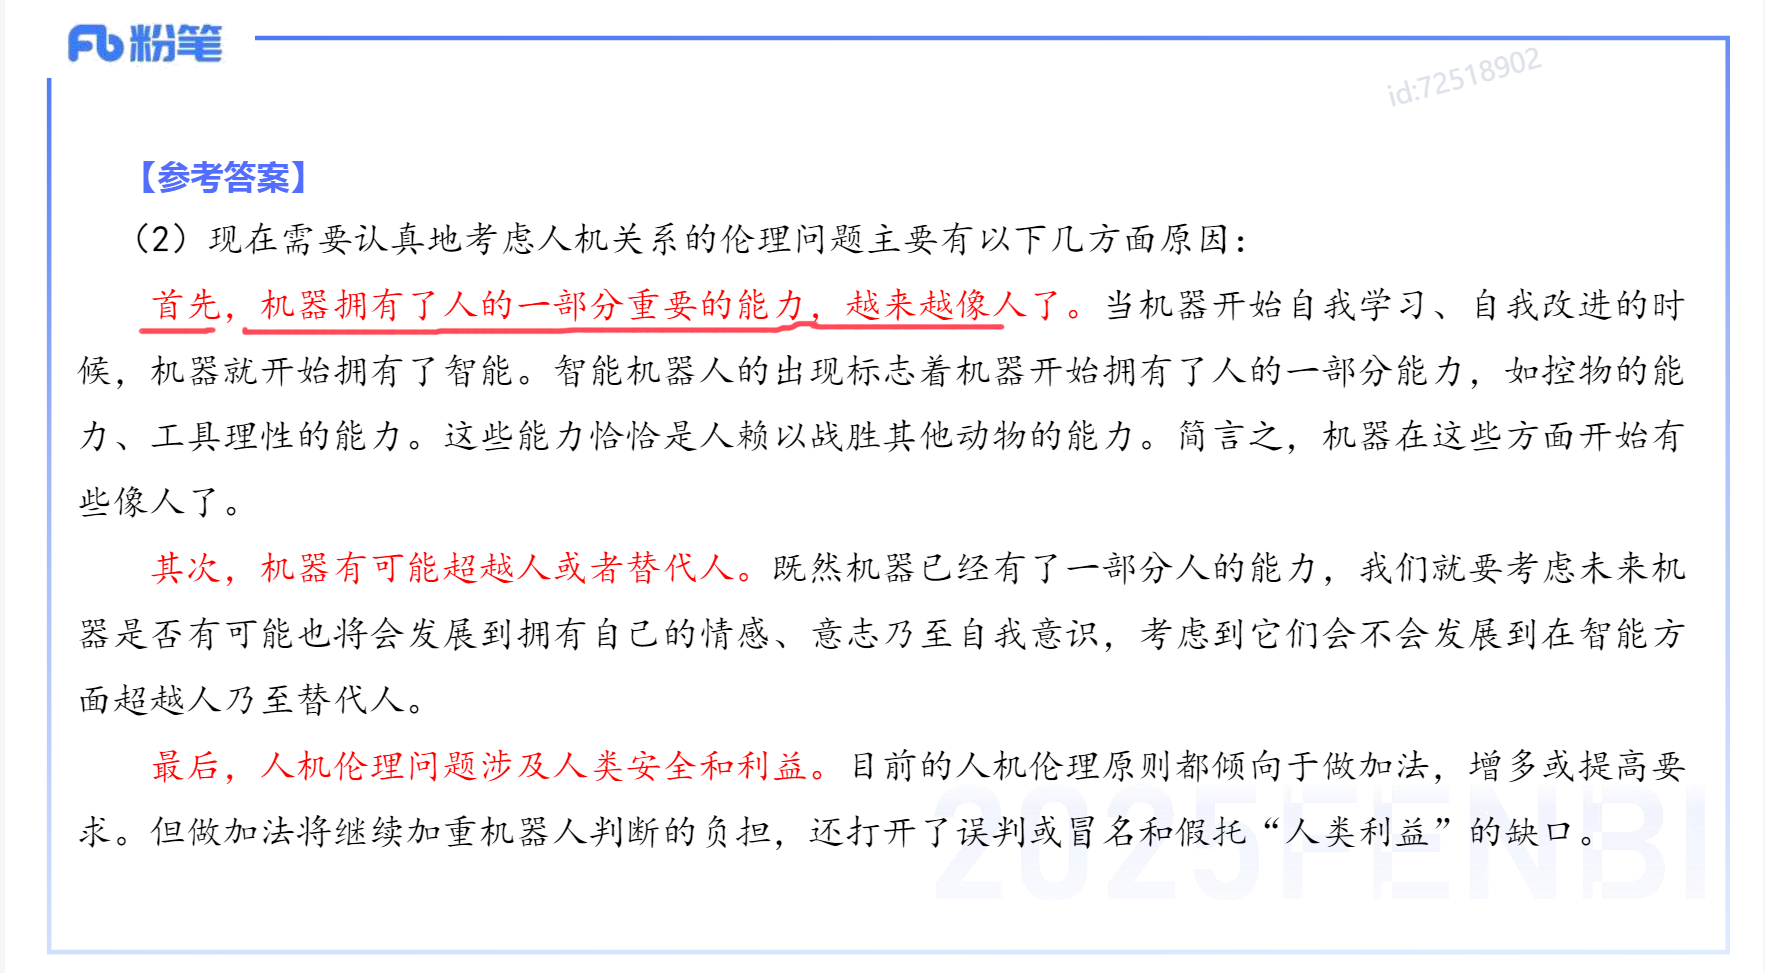 粉笔
id:72518902
【参考答案】
（2）现在需要认真地考虑人机关系的伦理问题主要有以下几方面原因：
首先，机器拥有了人的一部分重要的能力，越来越像人了。当机器开始自我学习、自我改进的时
候，机器就开始拥有了智能。智能机器人的出现标志着机器开始拥有了人的一部分能力，如控物的能
力、工具理性的能力。这些能力恰恰是人赖以战胜其他动物的能力。简言之，机器在这些方面开始有
些像人了。
其次，机器有可能超越人或者替代人。既然机器已经有了一部分人的能力，我们就要考虑未来机
器是否有可能也将会发展到拥有自己的情感、意志乃至自我意识，考虑到它们会不会发展到在智能方
面超越人乃至替代人。
最后，人机伦理问题涉及人类安全和利益。目前的人机伦理原则都倾向于做加法，增多或提高要
求。但做加法将继续加重机器人判断的负担，还打开了误判或冒名和假托“人类利益”的缺口。
2025FENBI